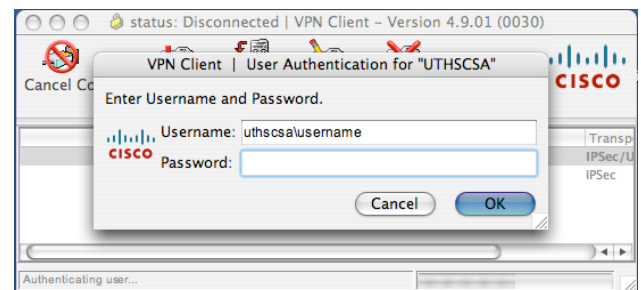 status: Disconnected | VPN Client – Version 4.9.01 (0030)
VPN Client | User Authentication for "UTHSCSA"
Cancel Co
CISCO
Enter Username and Password.
CISCO
Username: uthscsa\username
Password:
Cancel
OK
Transp
IPSec/U
IPSec
Authenticating user...